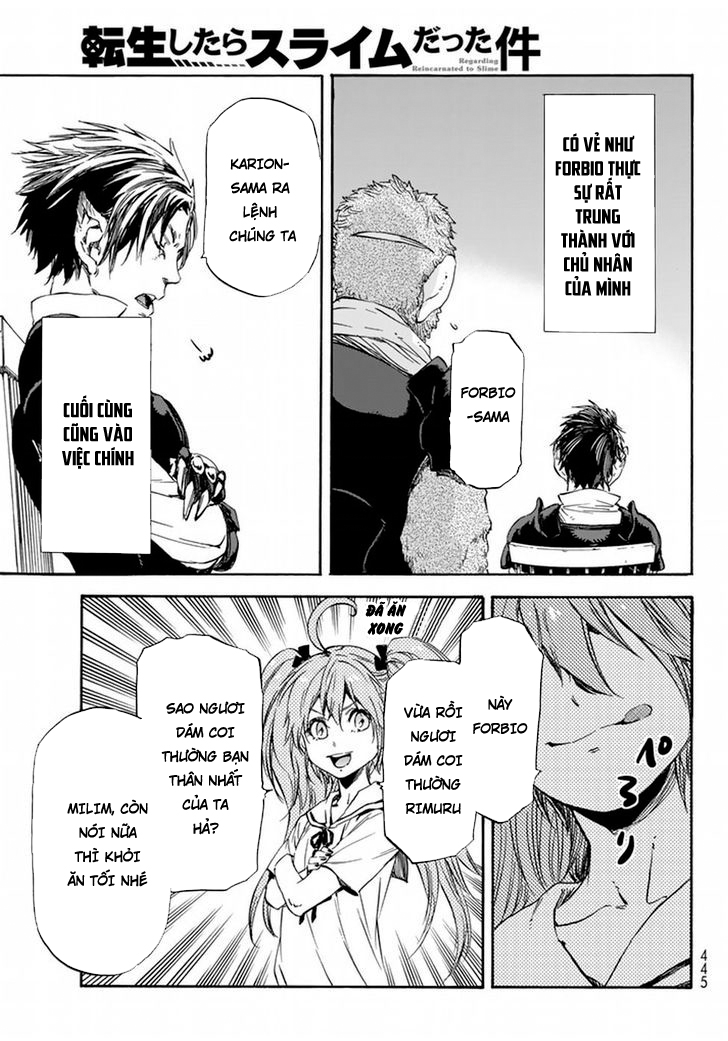 転生したらスライムだった件
Regarding
Reincarnated to Slime
CÓ VẺ NHƯ
FORBIO THỰC
SỰ RẤT
TRUNG
THÀNH VỚI
CHỦ NHÂN
CỦA MÌNH
FORBIO
-SAMA
KARION-
SAMA RA
LỆNH
CHÚNG TA
CUỐI CÙNG
CŨNG VÀO
VIỆC CHÍNH
NÀY
FORBIO
ペロり
ĐÃ ĂN
XONG
VỪA RỒI
NGƯƠI
DÁM COI
THƯỜNG
RIMURU
SAO NGƯƠI
DÁM COI
THƯỜNG BẠN
THÂN NHẤT
CỦA TA
HẢ?
MILIM, CÒN
NÓI NỮA
THÌ KHỎI
ĂN TỐI NHÉ
445